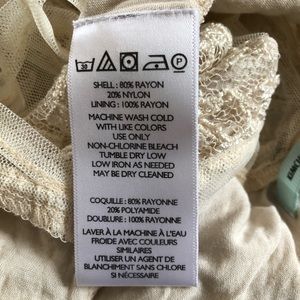 SHELL : 80% RAYON
20% NYLON
LINING : 100% RAYON
MACHINE WASH COLD
WITH LIKE COLORS
USE ONLY
NON-CHLORINE BLEACH
TUMBLE DRY LOW
LOW IRON AS NEEDED
MAY BE DRY CLEANED
COQUILLE : 80% RAYONNE
20% POLYAMIDE
DOUBLURE : 100% RAYONNE
LAVER À LA MACHINE À L'EAU
FROIDE AVEC COULEURS
SIMILAIRES
UTILISER UN AGENT DE
BLANCHIMENT SANS CHLORE
SI NÉCESSAIRE